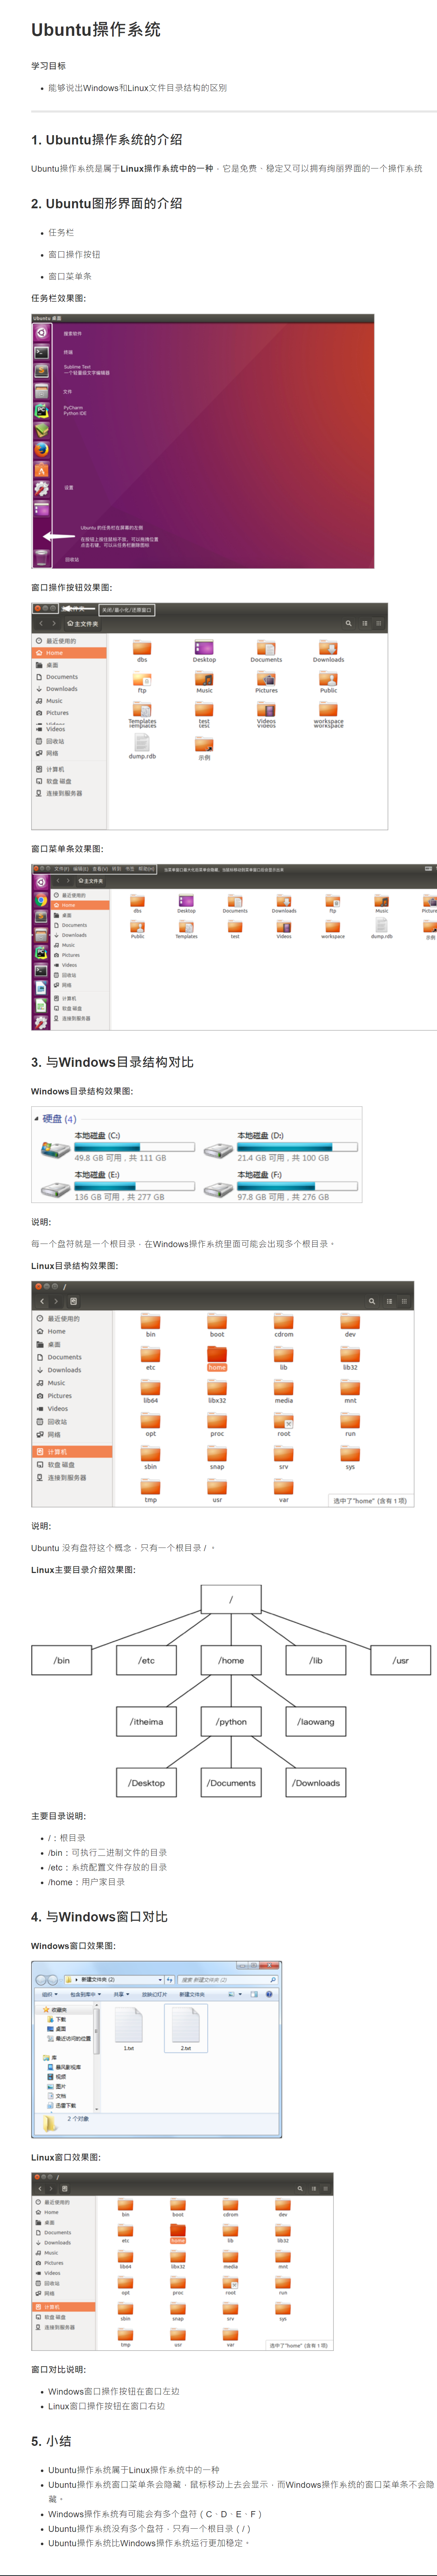 Ubuntu操作系统
学习目标
• 能够说出Windows和Linux文件目录结构的区别
1. Ubuntu操作系统的介绍
Ubuntu操作系统是属于Linux操作系统中的一种，它是免费、稳定又可以拥有绚丽界面的一个操作系统
2. Ubuntu图形界面的介绍
• 任务栏
• 窗口操作按钮
• 窗口菜单条
任务栏效果图:
Ubuntu 桌面
搜索软件
终端
Sublime Text
一个轻量级文字编辑器
文件
PyCharm
Python IDE
设置
Ubuntu 的任务栏在屏幕的左侧
在按钮上按住鼠标不放，可以拖拽位置
点击右键，可以从任务栏删除图标
回收站
窗口操作按钮效果图:
关闭/最小化/还原窗口
主文件夹
最近使用的
Home
桌面
Documents
Downloads
Music
Pictures
Videos
Videos
回收站
网络
计算机
软盘 磁盘
连接到服务器
dbs Desktop Documents Downloads
ftp Music Pictures Public
Templates test Videos workspace
Templates test Videos workspace
dump.rdb 示例
窗口菜单条效果图:
文件(F) 编辑(E) 查看(V) 转到 书签 帮助(H)
主文件夹
最近使用的
Home
桌面
Documents
Downloads
Music
Pictures
Videos
回收站
网络
计算机
软盘 磁盘
连接到服务器
dbs Desktop Documents Downloads ftp Music Picture
Public Templates test Videos workspace dump.rdb 示例
3. 与Windows目录结构对比
Windows目录结构效果图:
硬盘 (4)
本地磁盘 (C:) 本地磁盘 (D:)
49.8 GB 可用，共 111 GB 21.4 GB 可用，共 100 GB
本地磁盘 (E:) 本地磁盘 (F:)
136 GB 可用，共 277 GB 97.8 GB 可用，共 276 GB
说明:
每一个盘符就是一个根目录，在Windows操作系统里面可能会出现多个根目录。
Linux目录结构效果图:
/
最近使用的
Home
桌面
Documents
Downloads
Music
Pictures
Videos
回收站
网络
计算机
软盘 磁盘
连接到服务器
bin boot cdrom dev
etc home lib lib32
lib64 libx32 media mnt
opt proc root run
sbin snap srv sys
tmp usr var
选中了"home" (含有 1 项)
说明:
Ubuntu 没有盘符这个概念，只有一个根目录 / 。
Linux主要目录介绍效果图:
/
/bin /etc /home /lib /usr
/itheima /python /laowang
/Desktop /Documents /Downloads
主要目录说明:
• /：根目录
• /bin：可执行二进制文件的目录
• /etc：系统配置文件存放的目录
• /home：用户家目录
4. 与Windows窗口对比
Windows窗口效果图:
新建文件夹 (2)
搜索 新建文件夹 (2)
组织 包含到库中 共享 放映幻灯片 新建文件夹
收藏夹
下载
桌面
最近访问的位置
库
暴风影视库
视频
图片
文档
迅雷下载
1.txt 2.txt
2 个对象
Linux窗口效果图:
/
最近使用的
Home
桌面
Documents
Downloads
Music
Pictures
Videos
回收站
网络
计算机
软盘 磁盘
连接到服务器
bin boot cdrom dev
etc home lib lib32
lib64 libx32 media mnt
opt proc root run
sbin snap srv sys
tmp usr var
选中了"home" (含有 1 项)
窗口对比说明:
• Windows窗口操作按钮在窗口左边
• Linux窗口操作按钮在窗口右边
5. 小结
• Ubuntu操作系统属于Linux操作系统中的一种
• Ubuntu操作系统窗口菜单条会隐藏，鼠标移动上去会显示，而Windows操作系统的窗口菜单条不会隐
藏。
• Windows操作系统有可能会有多个盘符（C、D、E、F）
• Ubuntu操作系统没有多个盘符，只有一个根目录（/）
• Ubuntu操作系统比Windows操作系统运行更加稳定。